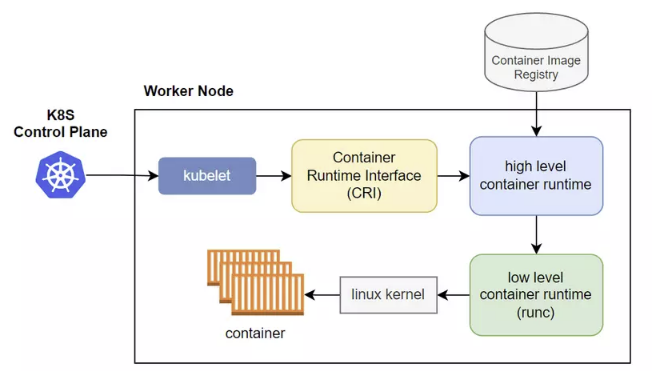 Container Image
Registry
Worker Node
K8S
Control Plane
kubelet
Container
Runtime Interface
(CRI)
high level
container runtime
low level
container runtime
(runc)
linux kernel
container